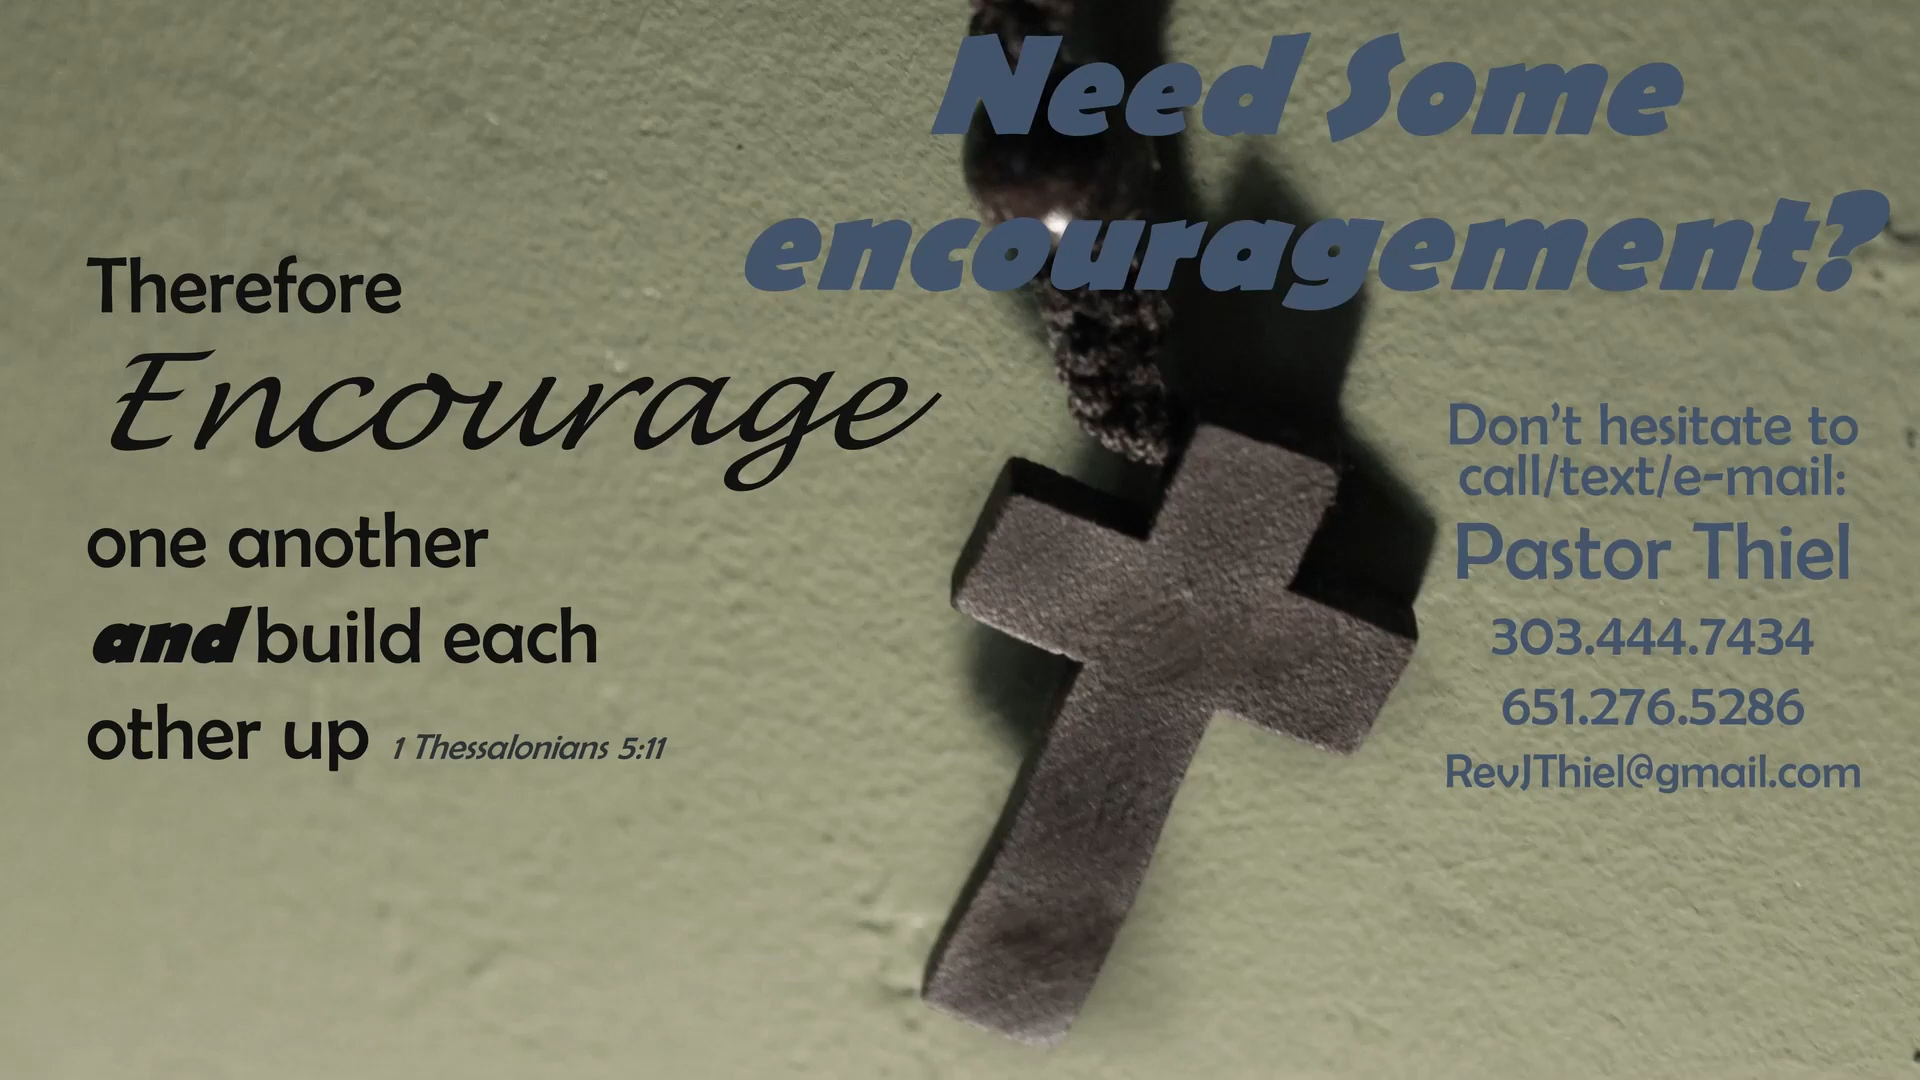 Need Some
encouragement?
Therefore
Encourage
one another
and build each
other up 1 Thessalonians 5:11
Don't hesitate to
call/text/e-mail:
Pastor Thiel
303.444.7434
651.276.5286
RevJThiel@gmail.com